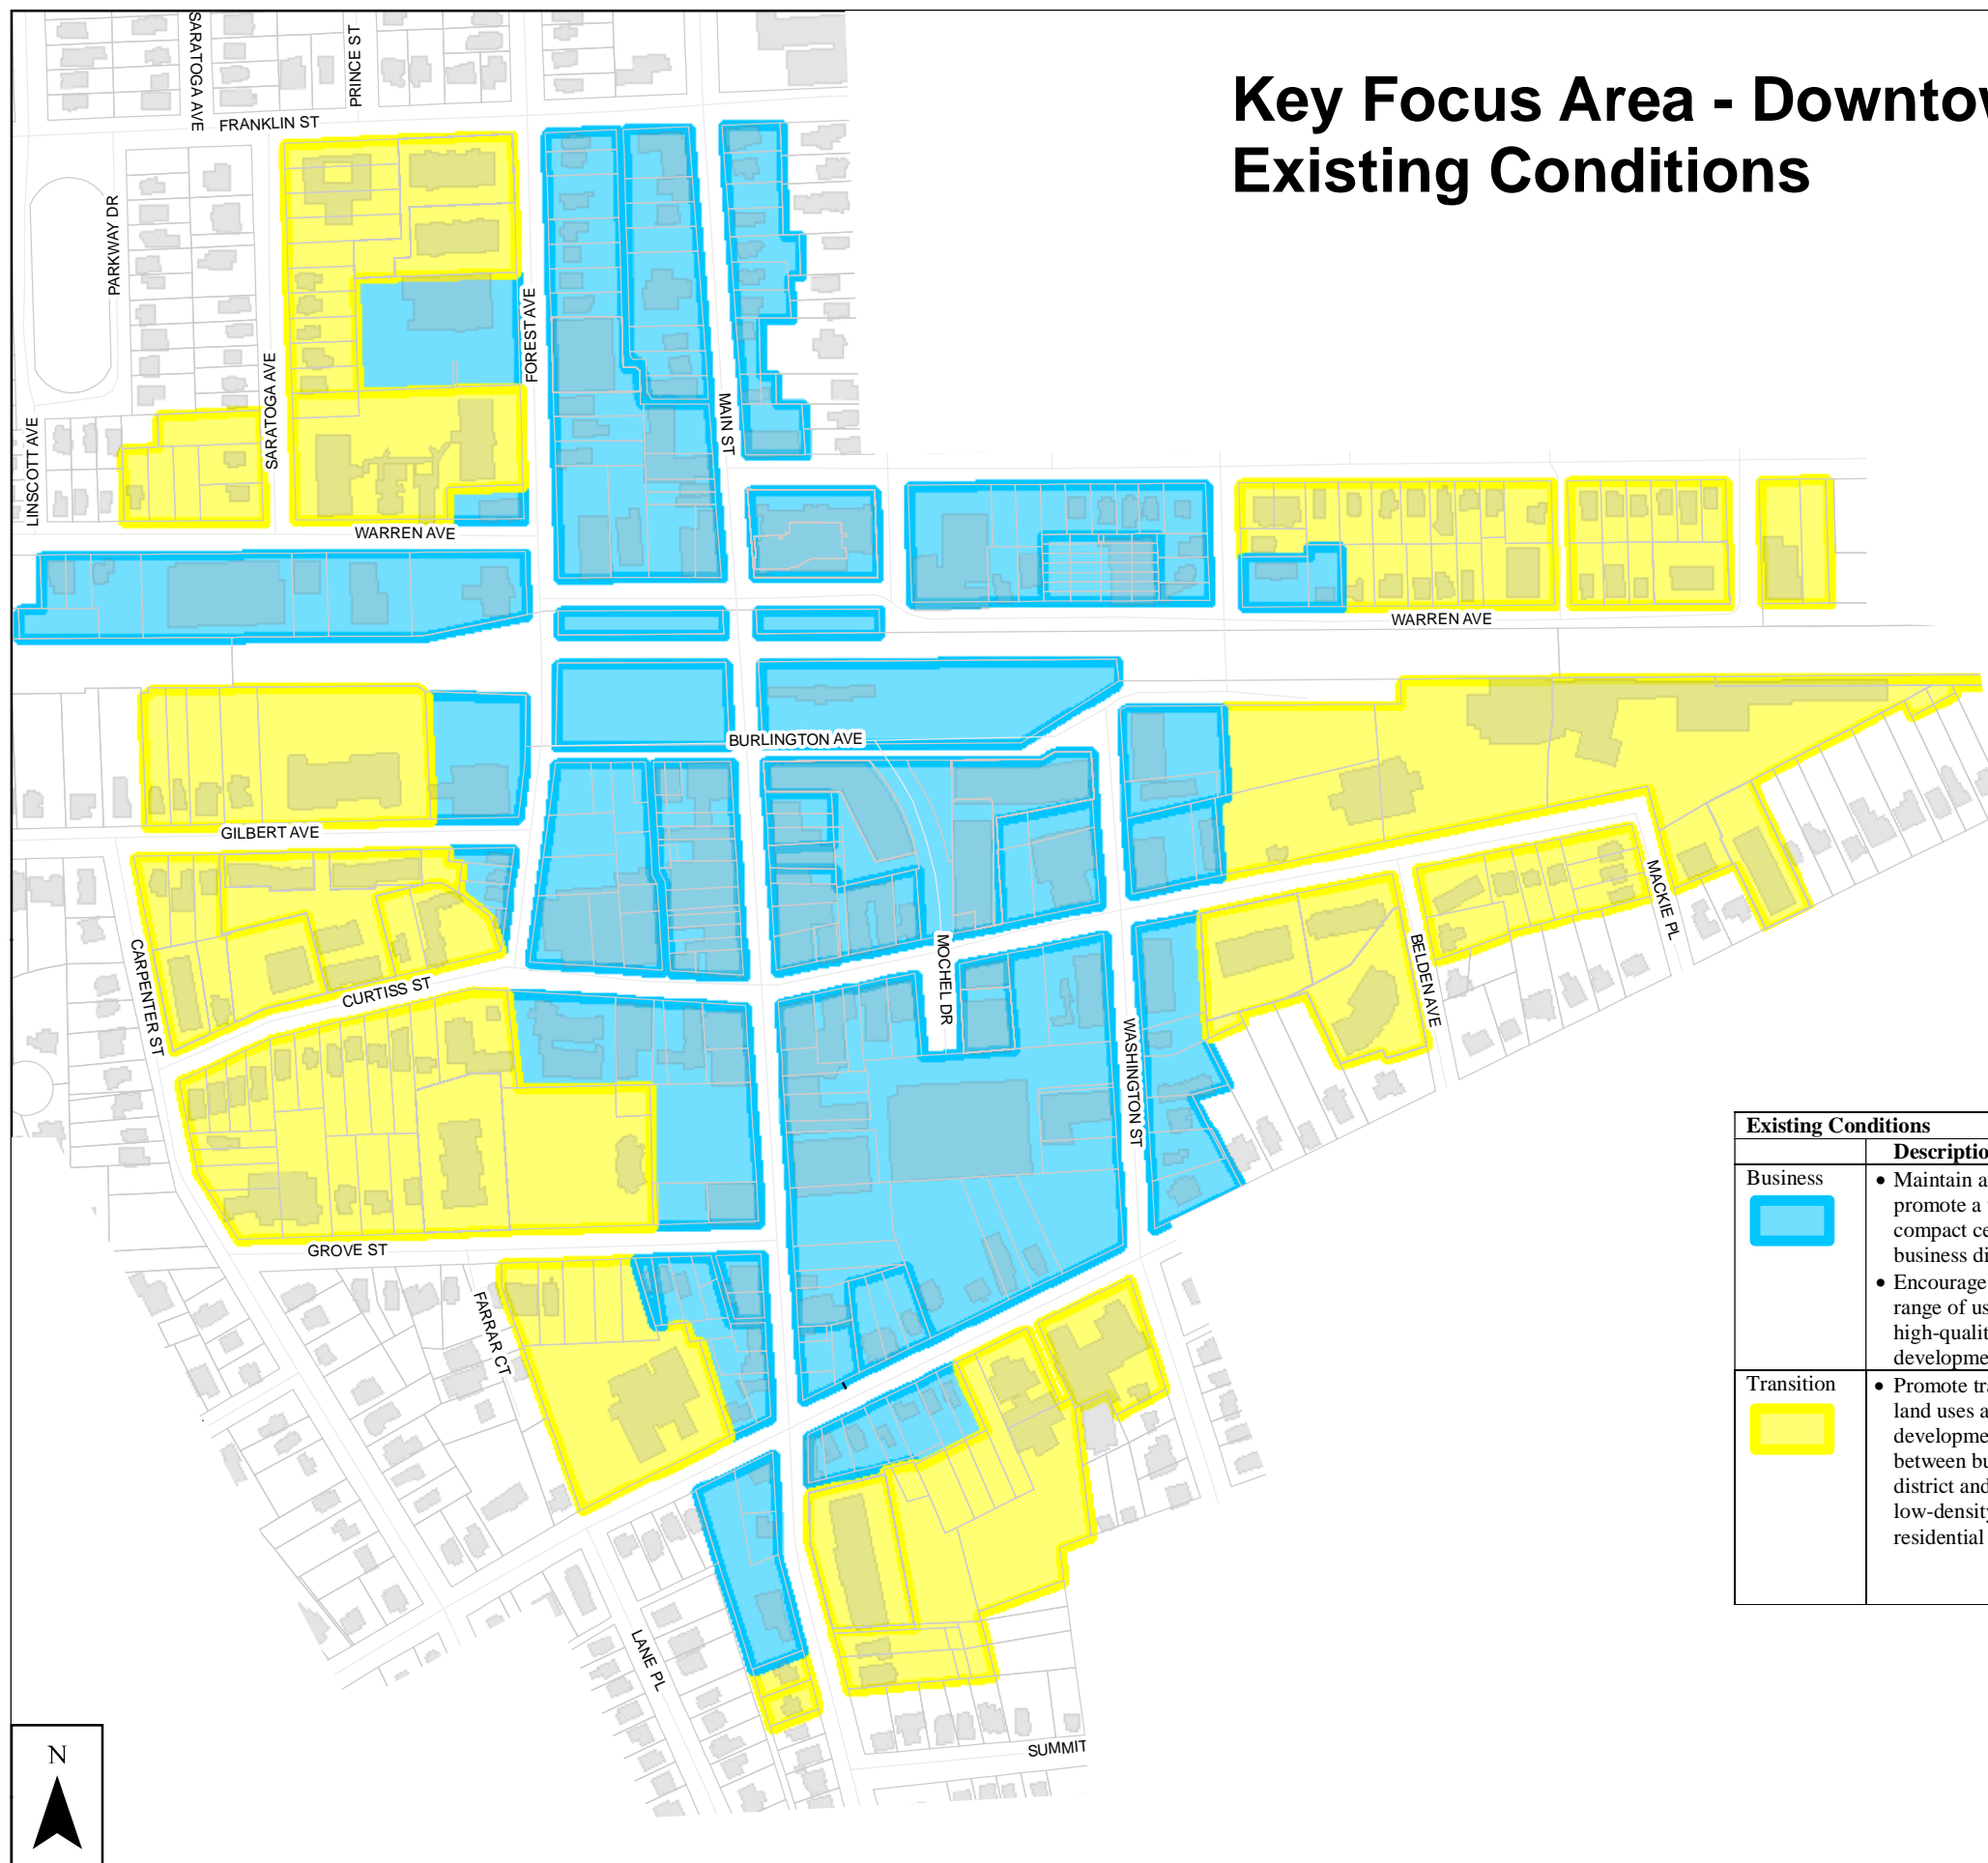 Key Focus Area - Downtow
Existing Conditions
SARATOGA AVE
PRINCE ST
FRANKLIN ST
PARKWAY DR
FOREST AVE
SARATOGA AVE
MAIN ST
LINSCOTT AVE
WARREN AVE
WARREN AVE
BURLINGTON AVE
GILBERT AVE
MACKIE PL
CARPENTER ST
MOCHEL DR
BELDEN AVE
CURTISS ST
WASHINGTON ST
GROVE ST
FARRAR CT
LANE PL
SUMMIT
N
Existing Conditions
Descriptio
Business
• Maintain a
promote a
compact ce
business di
• Encourage
range of us
high-qualit
developme
Transition
• Promote tra
land uses a
developme
between bu
district and
low-density
residential